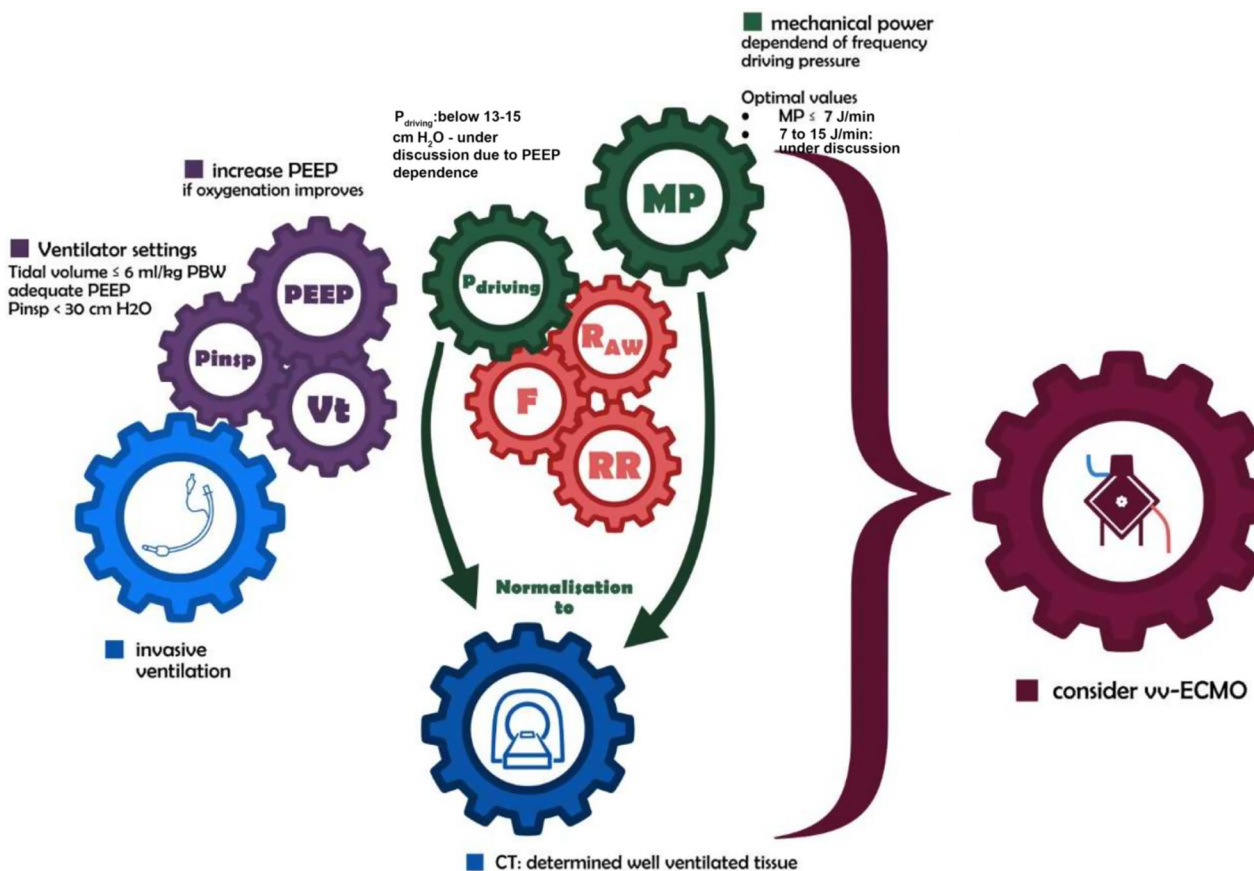 mechanical power
dependend of frequency
driving pressure
Optimal values
• MP ≤ 7 J/min
• 7 to 15 J/min:
under discussion
P driving:below 13-15
cm H2O - under
discussion due to PEEP
dependence
increase PEEP
if oxygenation improves
Ventilator settings
Tidal volume ≤ 6 ml/kg PBW
adequate PEEP
Pinsp < 30 cm H2O
MP
Pdriving
PEEP
RAW
Pinsp
F
Vt
RR
Normalisation
to
invasive
ventilation
consider vv-ECMO
CT: determined well ventilated tissue